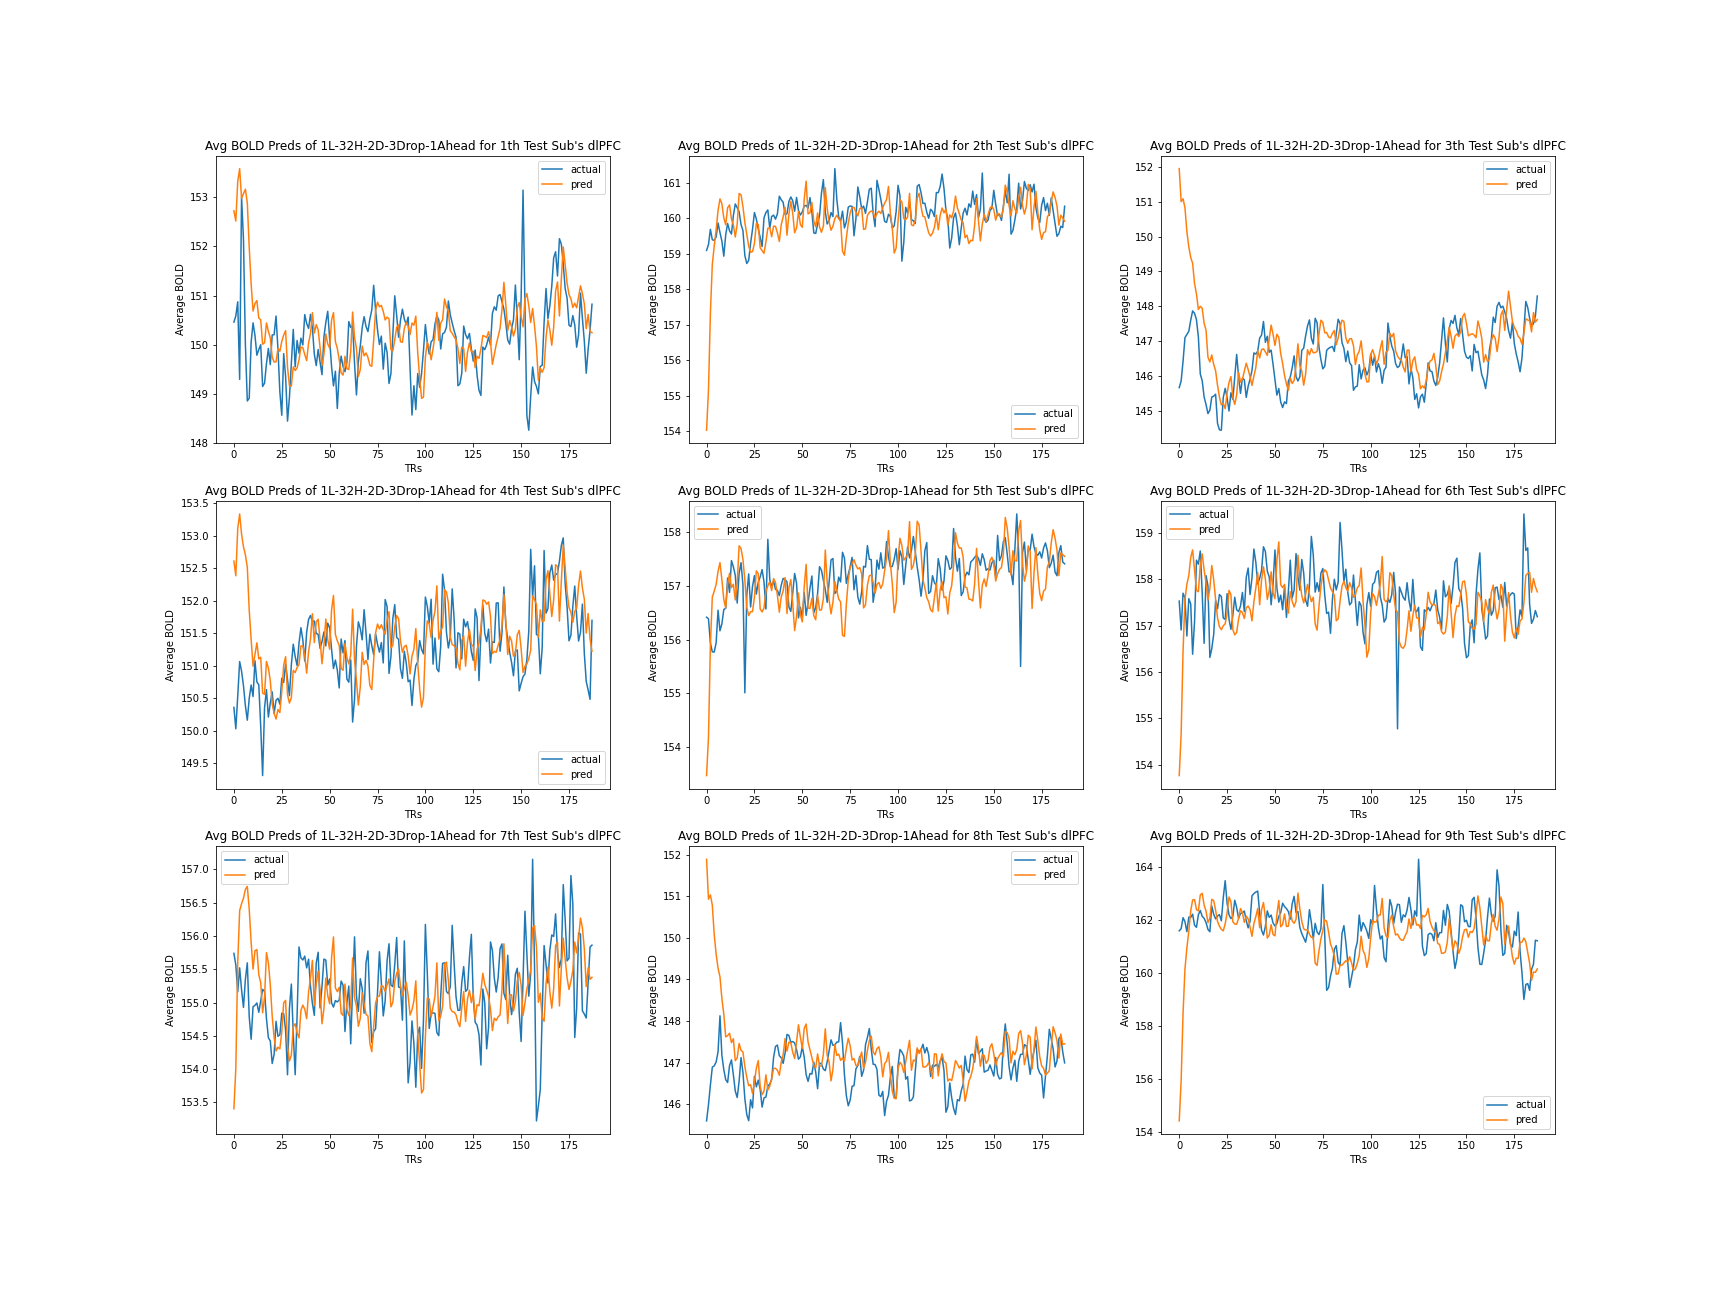 Avg BOLD Preds of 1L-32H-2D-3Drop-1Ahead for 1th Test Sub's dlPFC
Avg BOLD Preds of 1L-32H-2D-3Drop-1Ahead for 2th Test Sub's dlPFC
Avg BOLD Preds of 1L-32H-2D-3Drop-1Ahead for 3th Test Sub's dlPFC
actual
pred
153
152
151
150
149
148
Average BOLD
0 25 50 75 100 125 150 175
TRs
actual
pred
161
160
159
158
157
156
155
154
Average BOLD
0 25 50 75 100 125 150 175
TRs
actual
pred
152
151
150
149
148
147
146
145
Average BOLD
0 25 50 75 100 125 150 175
TRs
Avg BOLD Preds of 1L-32H-2D-3Drop-1Ahead for 4th Test Sub's dlPFC
Avg BOLD Preds of 1L-32H-2D-3Drop-1Ahead for 5th Test Sub's dlPFC
Avg BOLD Preds of 1L-32H-2D-3Drop-1Ahead for 6th Test Sub's dlPFC
153.5
153.0
152.5
152.0
151.5
151.0
150.5
150.0
149.5
Average BOLD
actual
pred
0 25 50 75 100 125 150 175
TRs
actual
pred
158
157
156
155
154
Average BOLD
0 25 50 75 100 125 150 175
TRs
actual
pred
159
158
157
156
155
154
Average BOLD
0 25 50 75 100 125 150 175
TRs
Avg BOLD Preds of 1L-32H-2D-3Drop-1Ahead for 7th Test Sub's dlPFC
Avg BOLD Preds of 1L-32H-2D-3Drop-1Ahead for 8th Test Sub's dlPFC
Avg BOLD Preds of 1L-32H-2D-3Drop-1Ahead for 9th Test Sub's dlPFC
actual
pred
157.0
156.5
156.0
155.5
155.0
154.5
154.0
153.5
Average BOLD
0 25 50 75 100 125 150 175
TRs
actual
pred
152
151
150
149
148
147
146
Average BOLD
0 25 50 75 100 125 150 175
TRs
164
162
160
158
156
154
Average BOLD
actual
pred
0 25 50 75 100 125 150 175
TRs